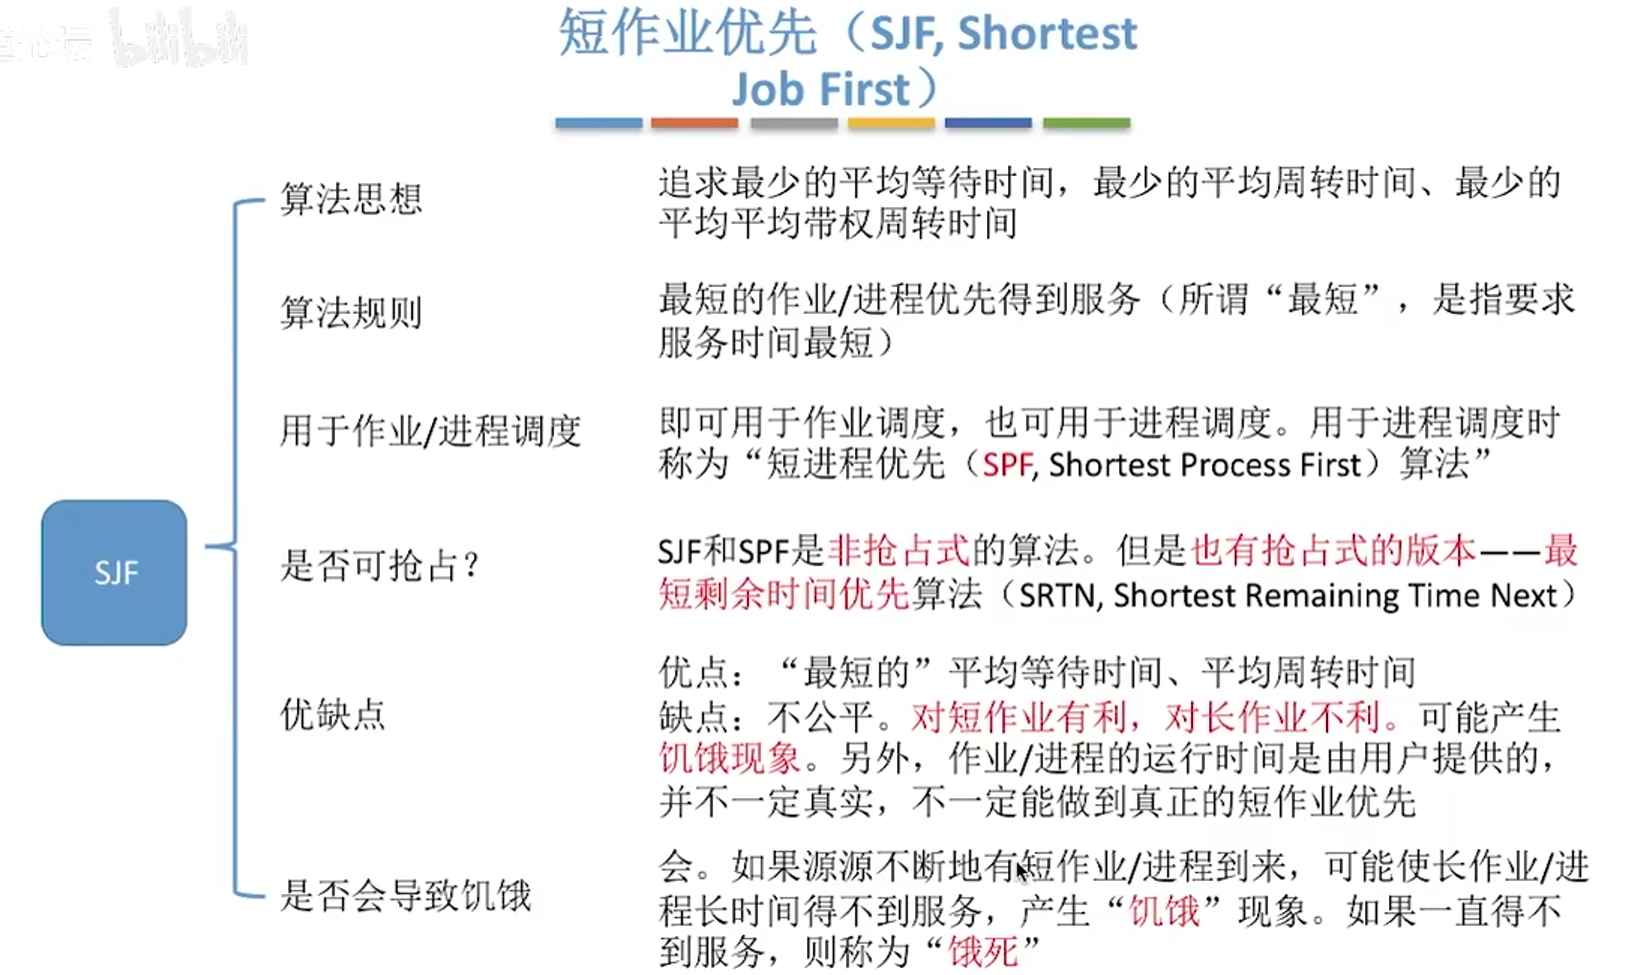 道论坛 bilibili
短作业优先（SJF, Shortest
Job First）
算法思想
追求最少的平均等待时间，最少的平均周转时间、最少的
平均平均带权周转时间
算法规则
最短的作业/进程优先得到服务（所谓“最短”，是指要求
服务时间最短）
用于作业/进程调度
即可用于作业调度，也可用于进程调度。用于进程调度时
称为“短进程优先（SPF, Shortest Process First）算法”
SJF
是否可抢占？
SJF和SPF是非抢占式的算法。但是也有抢占式的版本——最
短剩余时间优先算法（SRTN, Shortest Remaining Time Next）
优缺点
优点：“最短的”平均等待时间、平均周转时间
缺点：不公平。对短作业有利，对长作业不利。可能产生
饥饿现象。另外，作业/进程的运行时间是由用户提供的，
并不一定真实，不一定能做到真正的短作业优先
是否会导致饥饿
会。如果源源不断地有短作业/进程到来，可能使长作业/进
程长时间得不到服务，产生“饥饿”现象。如果一直得不
到服务，则称为“饿死”